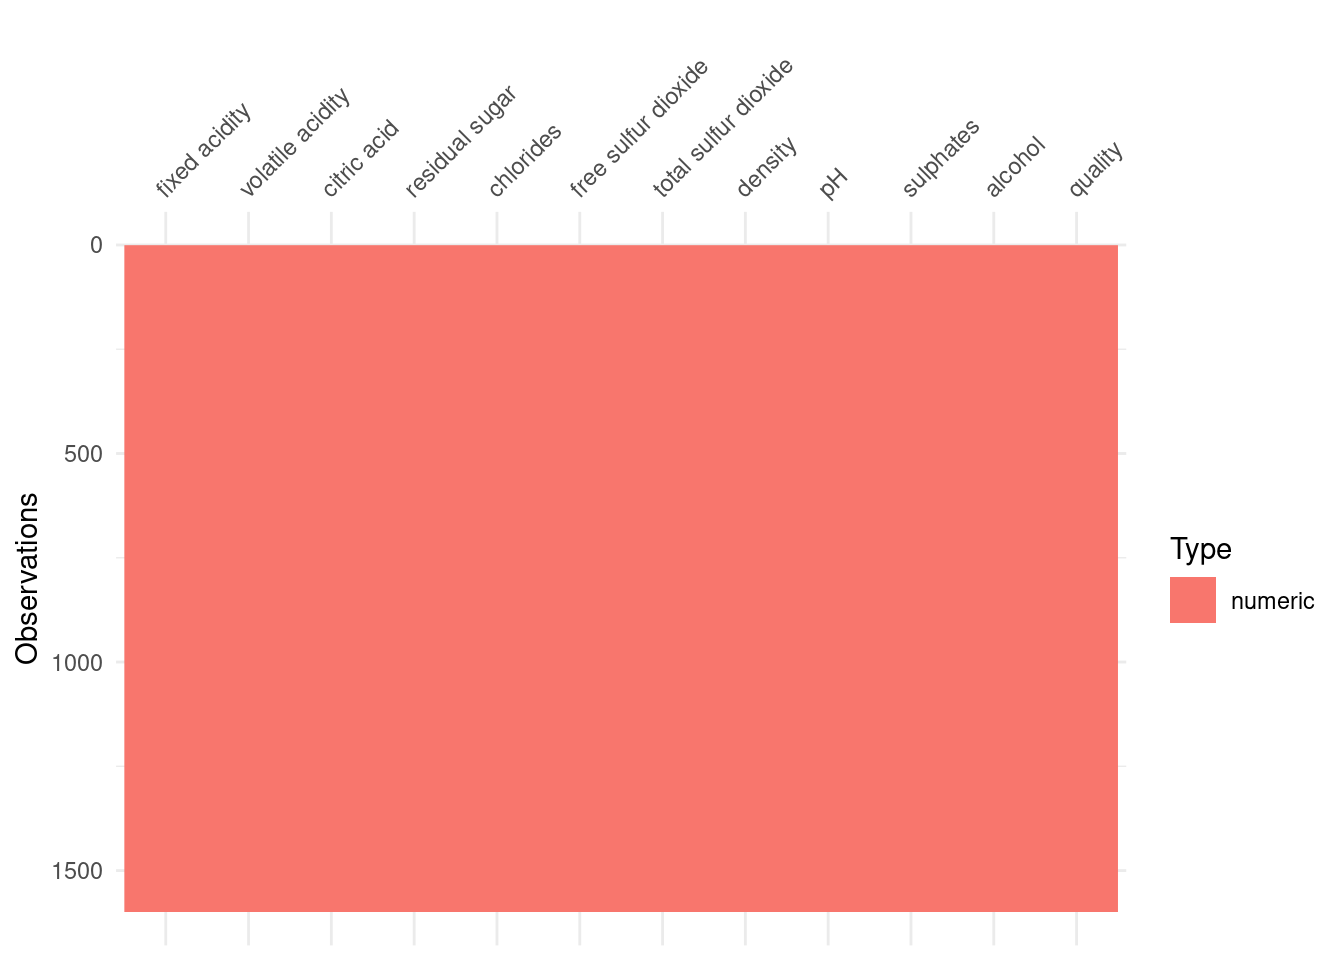 fixed acidity
volatile acidity
citric acid
residual sugar
chlorides
free sulfur dioxide
total sulfur dioxide
density
pH
sulphates
alcohol
quality
0
500
1000
1500
Observations
Type
numeric